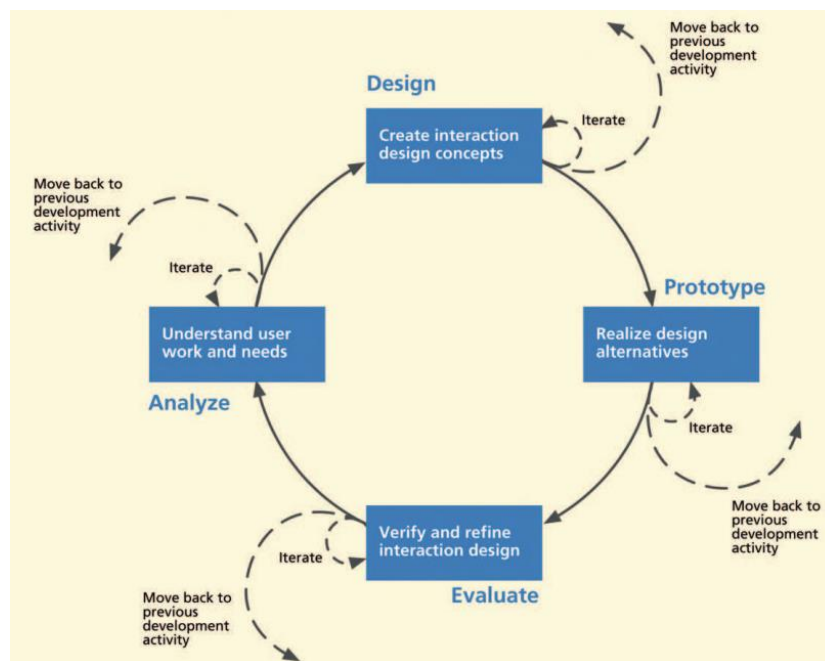 Move back to
previous
development
activity
Design
Iterate
Create interaction
design concepts
Move back to
previous
development
activity
Iterate
Prototype
Understand user
work and needs
Realize design
alternatives
Analyze
Iterate
Move back to
previous
development
activity
Verify and refine
interaction design
Iterate
Evaluate
Move back to
previous
development
activity